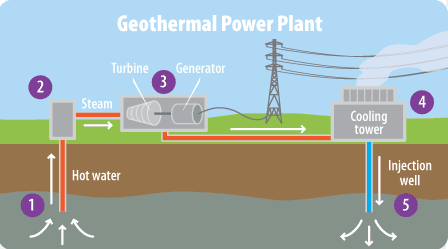 Geothermal Power Plant
Turbine
Generator
2
3
Steam
4
Cooling
tower
Hot water
Injection
well
1
5